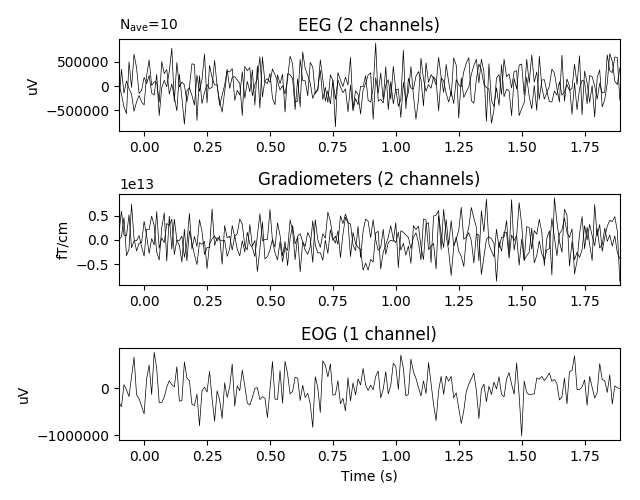 N_ave=10
EEG (2 channels)
uV
500000
0
−500000
0.00 0.25 0.50 0.75 1.00 1.25 1.50 1.75
1e13
Gradiometers (2 channels)
fT/cm
0.5
0.0
−0.5
0.00 0.25 0.50 0.75 1.00 1.25 1.50 1.75
EOG (1 channel)
uV
0
−1000000
0.00 0.25 0.50 0.75 1.00 1.25 1.50 1.75
Time (s)